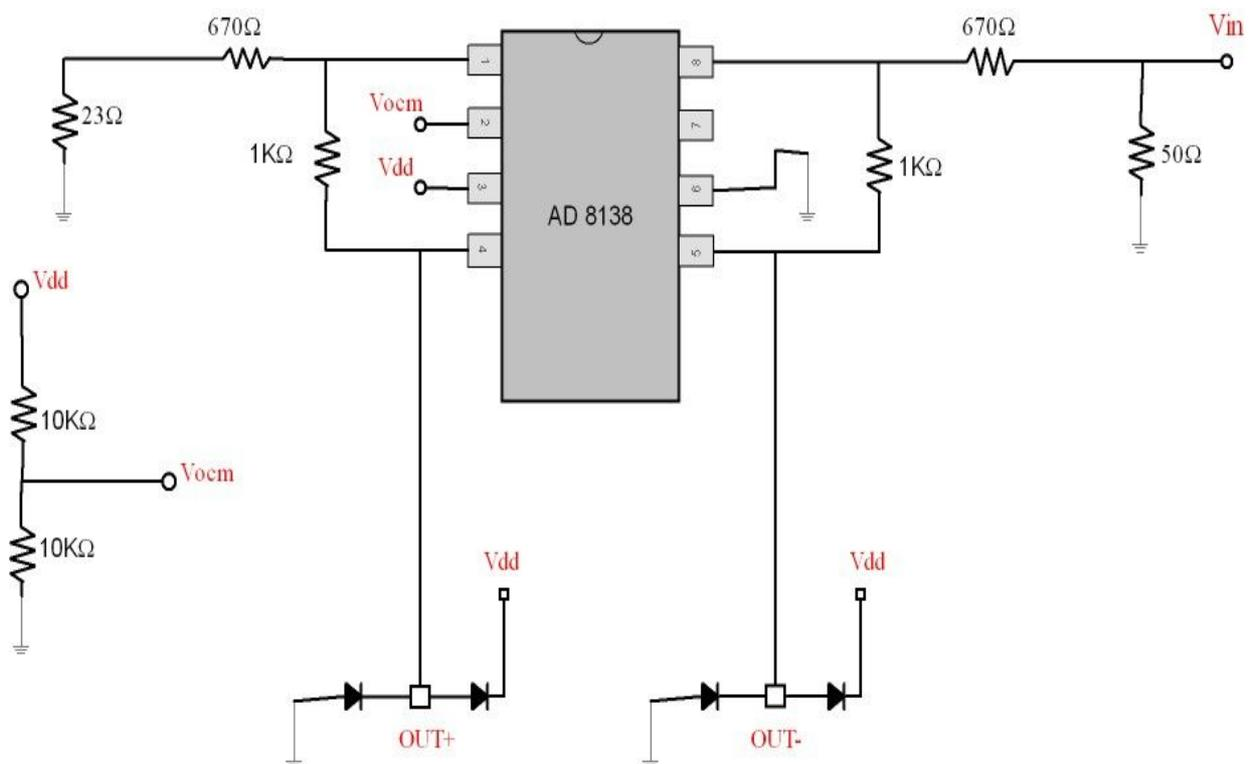 670Ω
670Ω
Vin
1
8
23Ω
Vocm
2
7
1KΩ
Vdd
3
6
1KΩ
50Ω
AD 8138
4
5
Vdd
10KΩ
Vocm
10KΩ
Vdd
Vdd
OUT+
OUT-